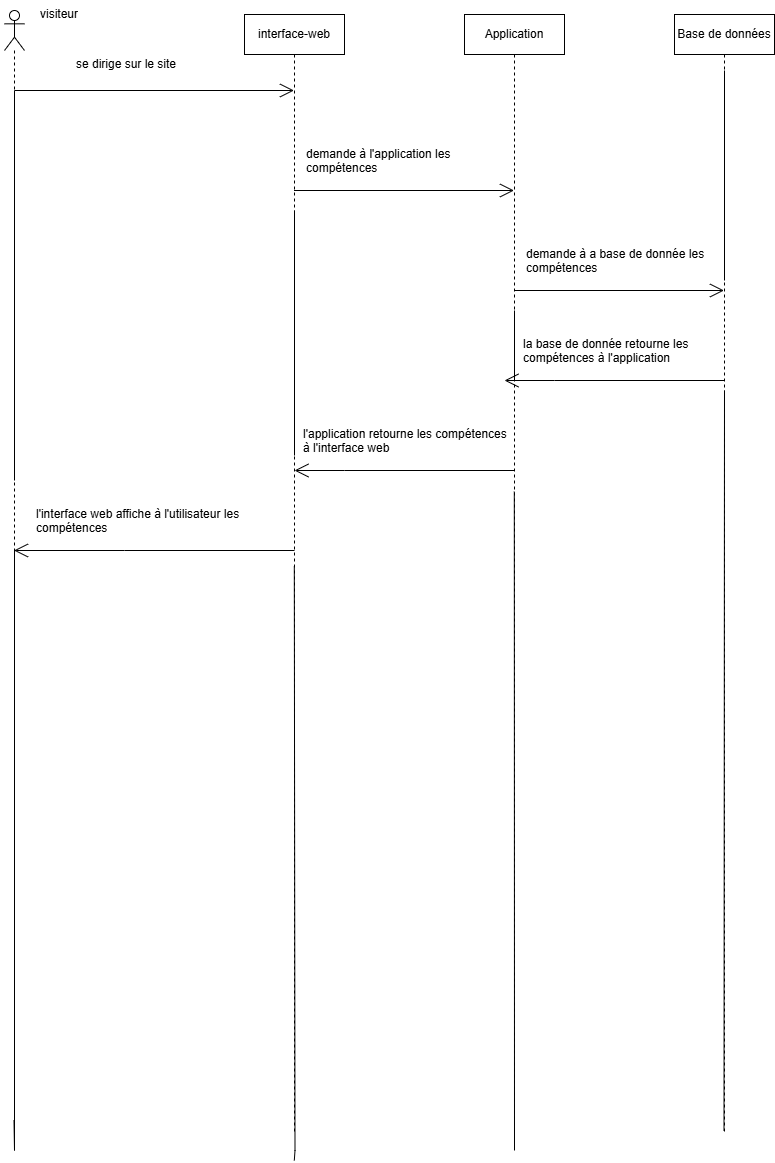 visiteur
interface-web
Application
Base de données
se dirige sur le site
demande à l'application les
compétences
demande à a base de donnée les
compétences
la base de donnée retourne les
compétences à l'application
l'application retourne les compétences
à l'interface web
l'interface web affiche à l'utilisateur les
compétences